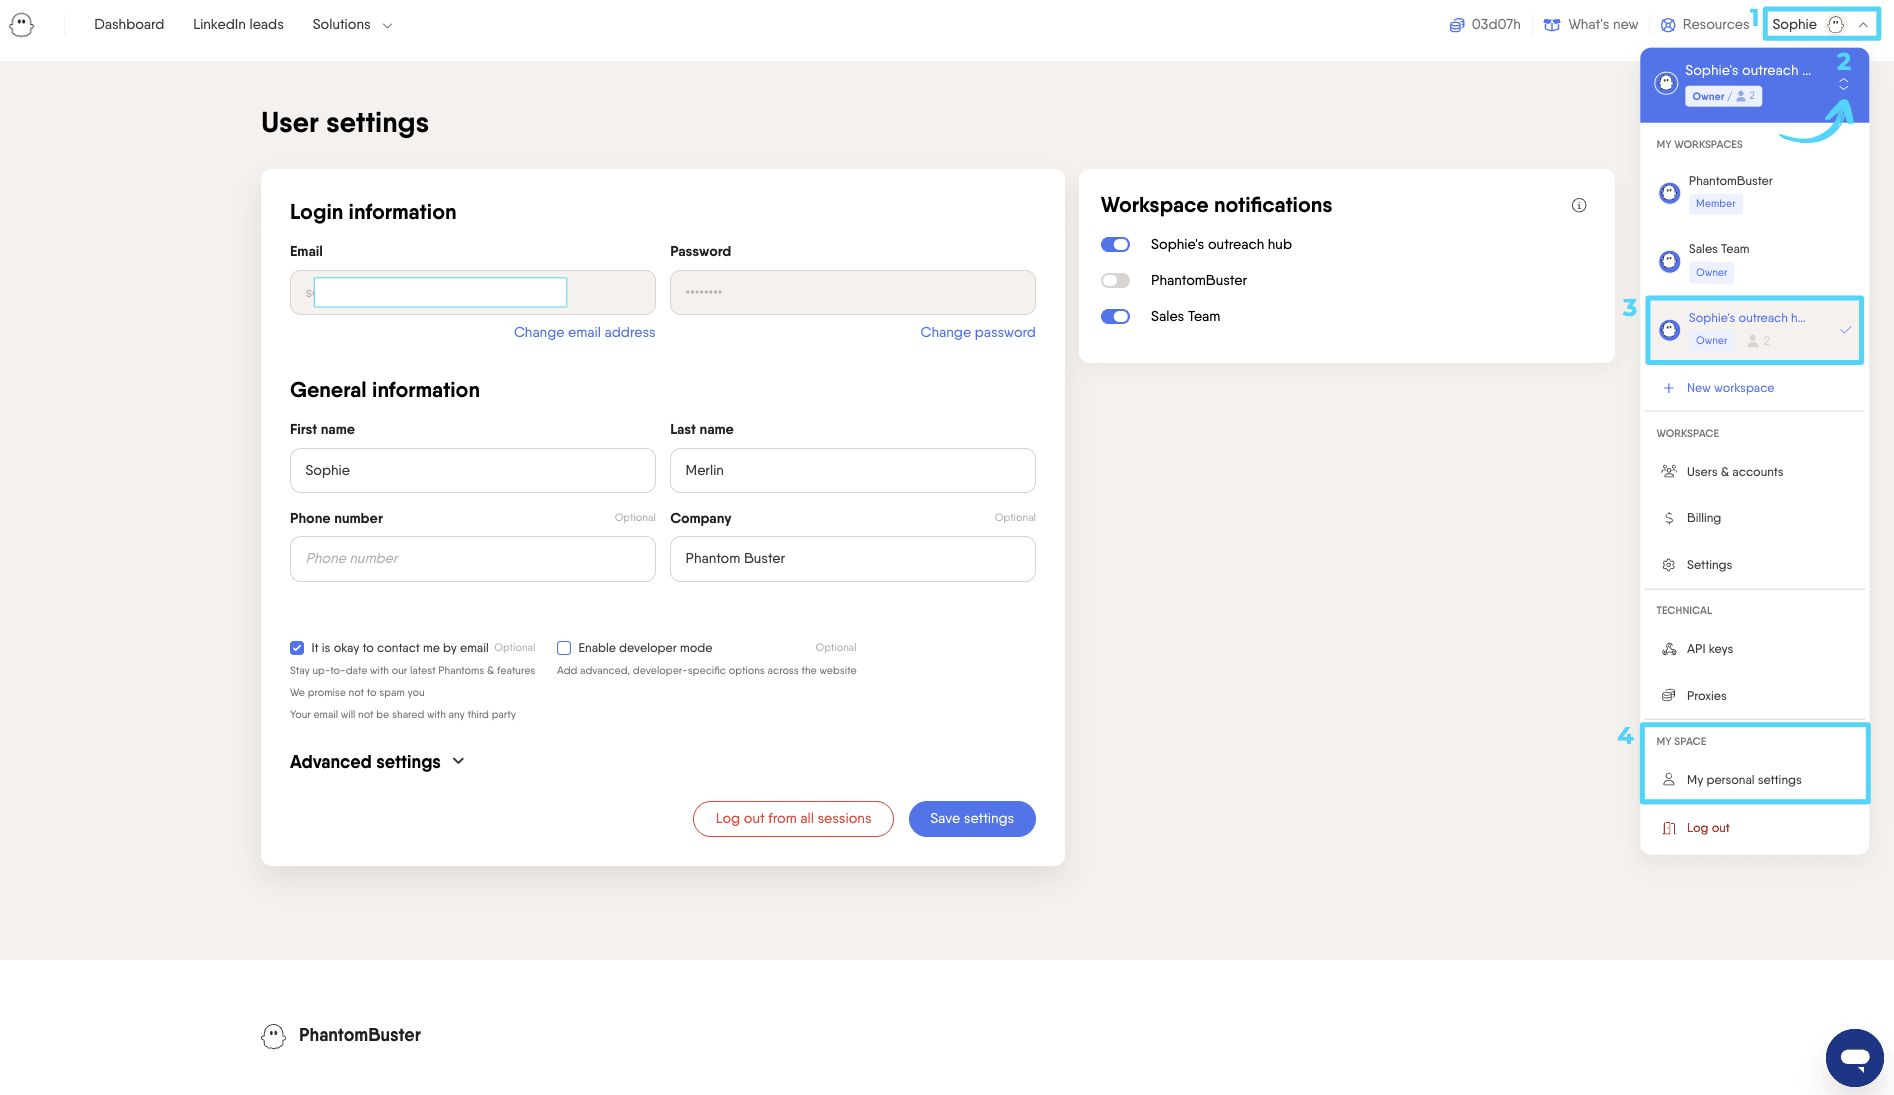 Dashboard
LinkedIn leads
Solutions
03d07h
What's new
Resources
1
Sophie
2
Sophie's outreach ...
Owner / 2
User settings
Login information
Email
Password
••••••••
Change email address
Change password
General information
First name
Last name
Sophie
Merlin
Phone number
Optional
Company
Optional
Phone number
Phantom Buster
It is okay to contact me by email
Optional
Stay up-to-date with our latest Phantoms & features
We promise not to spam you
Your email will not be shared with any third party
Enable developer mode
Optional
Add advanced, developer-specific options across the website
Advanced settings
Log out from all sessions
Save settings
Workspace notifications
Sophie's outreach hub
PhantomBuster
Sales Team
MY WORKSPACES
PhantomBuster
Member
Sales Team
Owner
3
Sophie's outreach h...
Owner
2
+ New workspace
WORKSPACE
Users & accounts
Billing
Settings
TECHNICAL
API keys
Proxies
4
MY SPACE
My personal settings
Log out
PhantomBuster